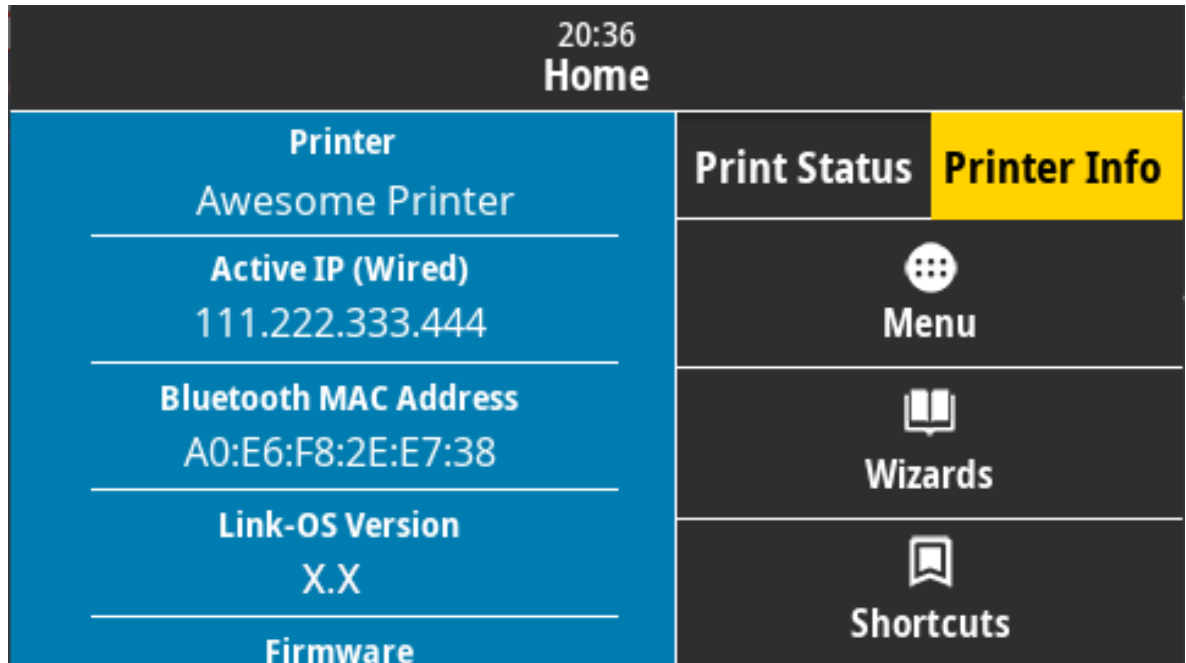 20:36
Home
Printer
Awesome Printer
Active IP (Wired)
111.222.333.444
Bluetooth MAC Address
A0:E6:F8:2E:E7:38
Link-OS Version
X.X
Firmware
Print Status
Printer Info
Menu
Wizards
Shortcuts